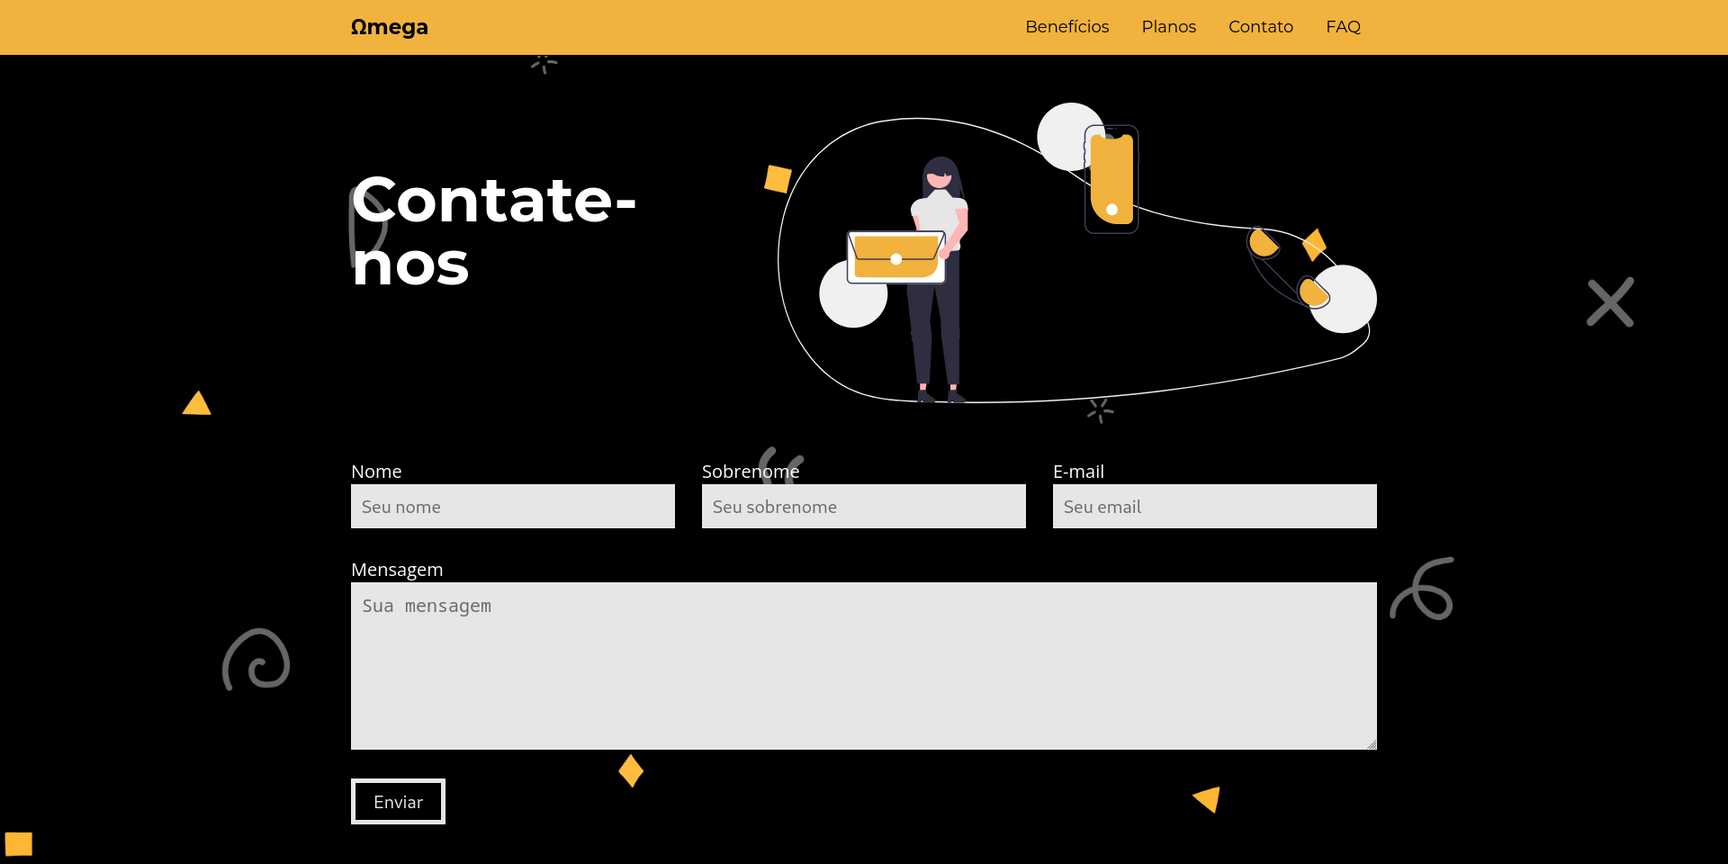 Ωmega
Benefícios
Planos
Contato
FAQ
Contate-
nos
Nome
Sobrenome
E-mail
Seu nome
Seu sobrenome
Seu email
Mensagem
Sua mensagem
Enviar